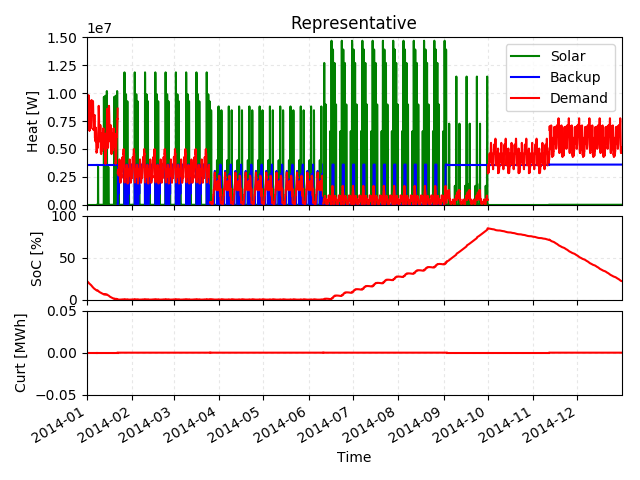 Representative
1e7
1.50
1.25
1.00
0.75
0.50
0.25
0.00
Heat [W]
Solar
Backup
Demand
100
50
0
SoC [%]
0.05
0.00
−0.05
Curt [MWh]
2014-01
2014-02
2014-03
2014-04
2014-05
2014-06
2014-07
2014-08
2014-09
2014-10
2014-11
2014-12
Time